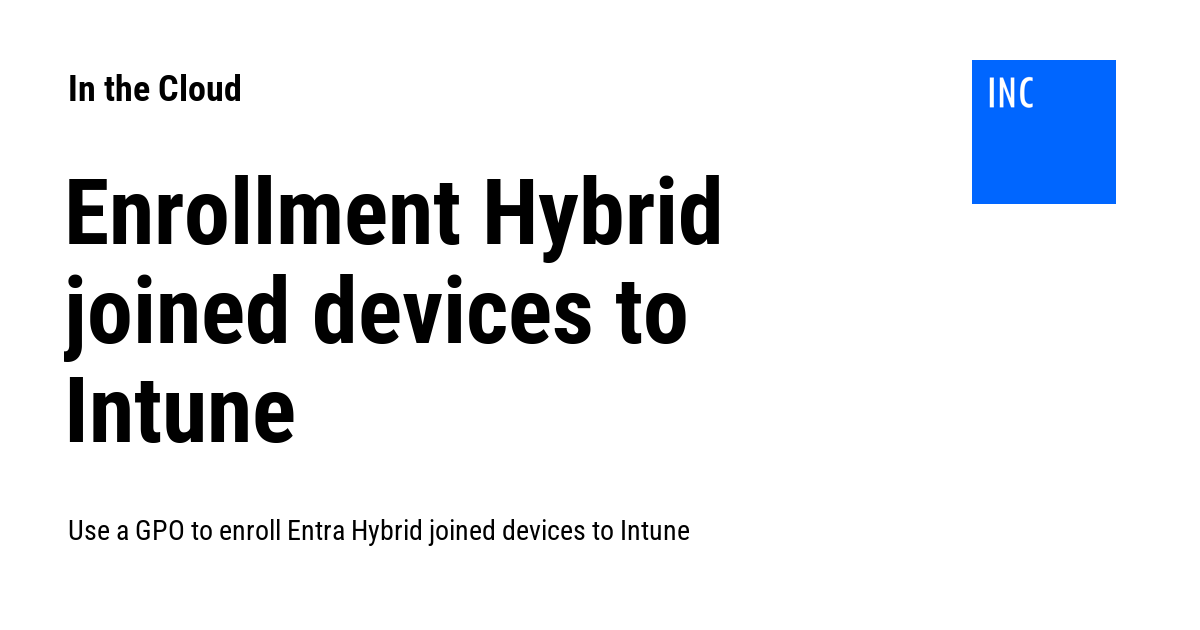 In the Cloud
INC
Enrollment Hybrid
joined devices to
Intune
Use a GPO to enroll Entra Hybrid joined devices to Intune